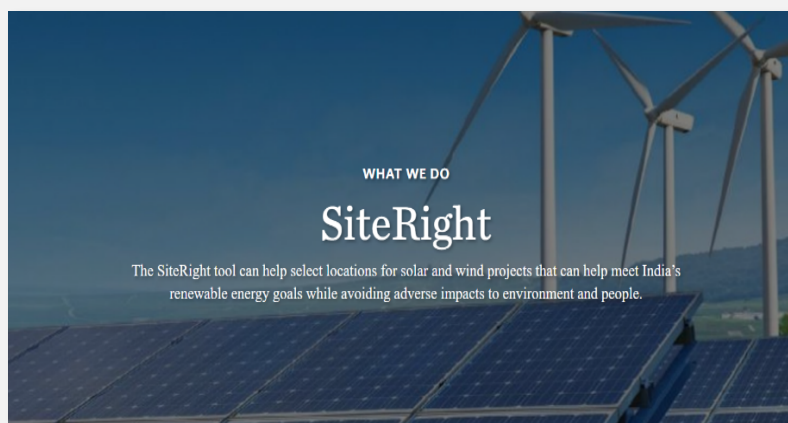 WHAT WE DO
SiteRight
The SiteRight tool can help select locations for solar and wind projects that can help meet India's
renewable energy goals while avoiding adverse impacts to environment and people.